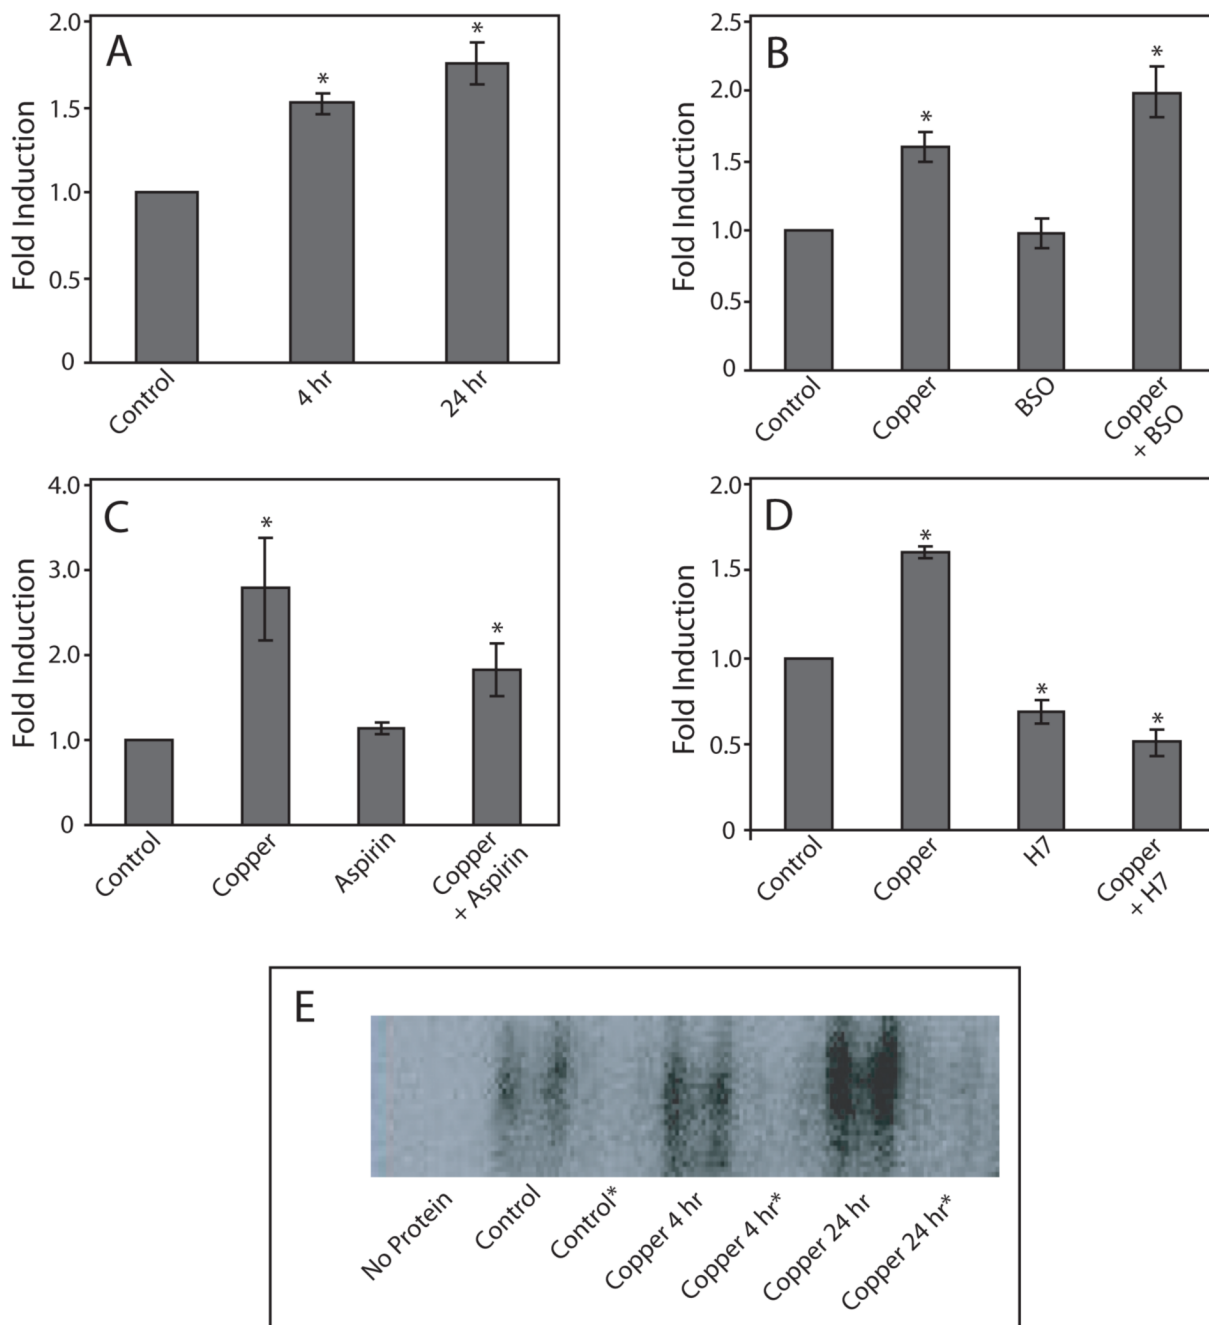 A
Fold Induction
2.0
1.5
1.0
0.5
0
*
*
Control
4 hr
24 hr
B
Fold Induction
2.5
2.0
1.5
1.0
0.5
0
*
*
Control
Copper
BSO
Copper
+ BSO
C
Fold Induction
4.0
3.0
2.0
1.0
0
*
*
Control
Copper
Aspirin
Copper
+ Aspirin
D
Fold Induction
2.0
1.5
1.0
0.5
0
*
*
*
Control
Copper
H7
Copper
+ H7
E
No Protein
Control
Control*
Copper 4 hr
Copper 4 hr*
Copper 24 hr
Copper 24 hr*